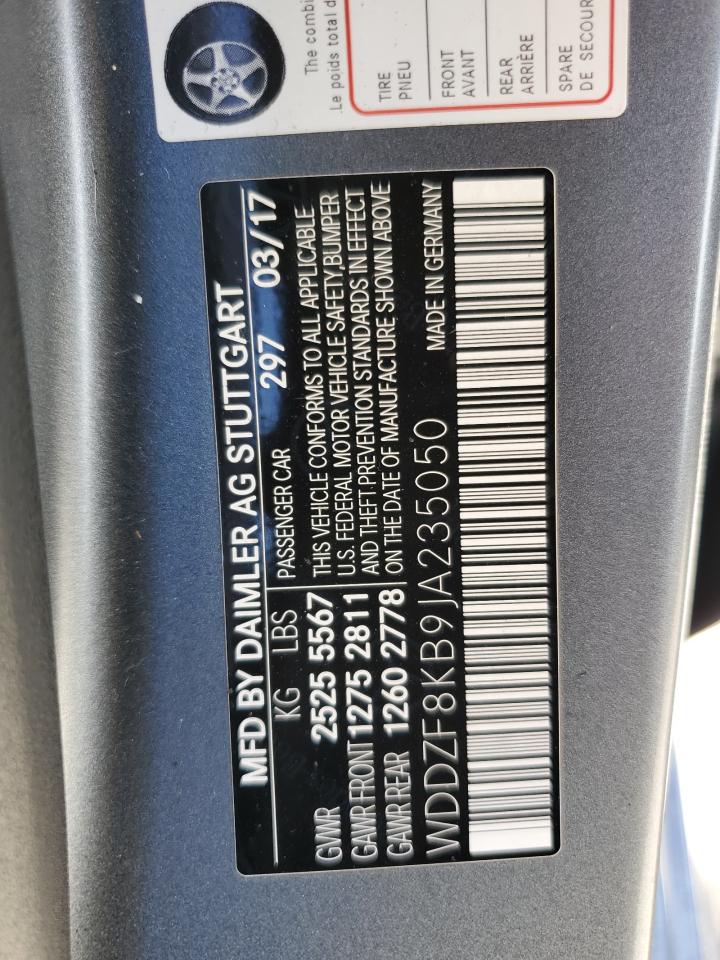 The combi
Le poids total d
TIRE
PNEU
FRONT
AVANT
REAR
ARRIÈRE
SPARE
DE SECOUR
MFD BY DAIMLER AG STUTTGART
KG LBS
297 03/17
PASSENGER CAR
GVWR 2525 5567
GAWR FRONT 1275 2811
GAWR REAR 1260 2778
THIS VEHICLE CONFORMS TO ALL APPLICABLE
U.S. FEDERAL MOTOR VEHICLE SAFETY,BUMPER
AND THEFT PREVENTION STANDARDS IN EFFECT
ON THE DATE OF MANUFACTURE SHOWN ABOVE
WDDZF8KB9JA235050
MADE IN GERMANY